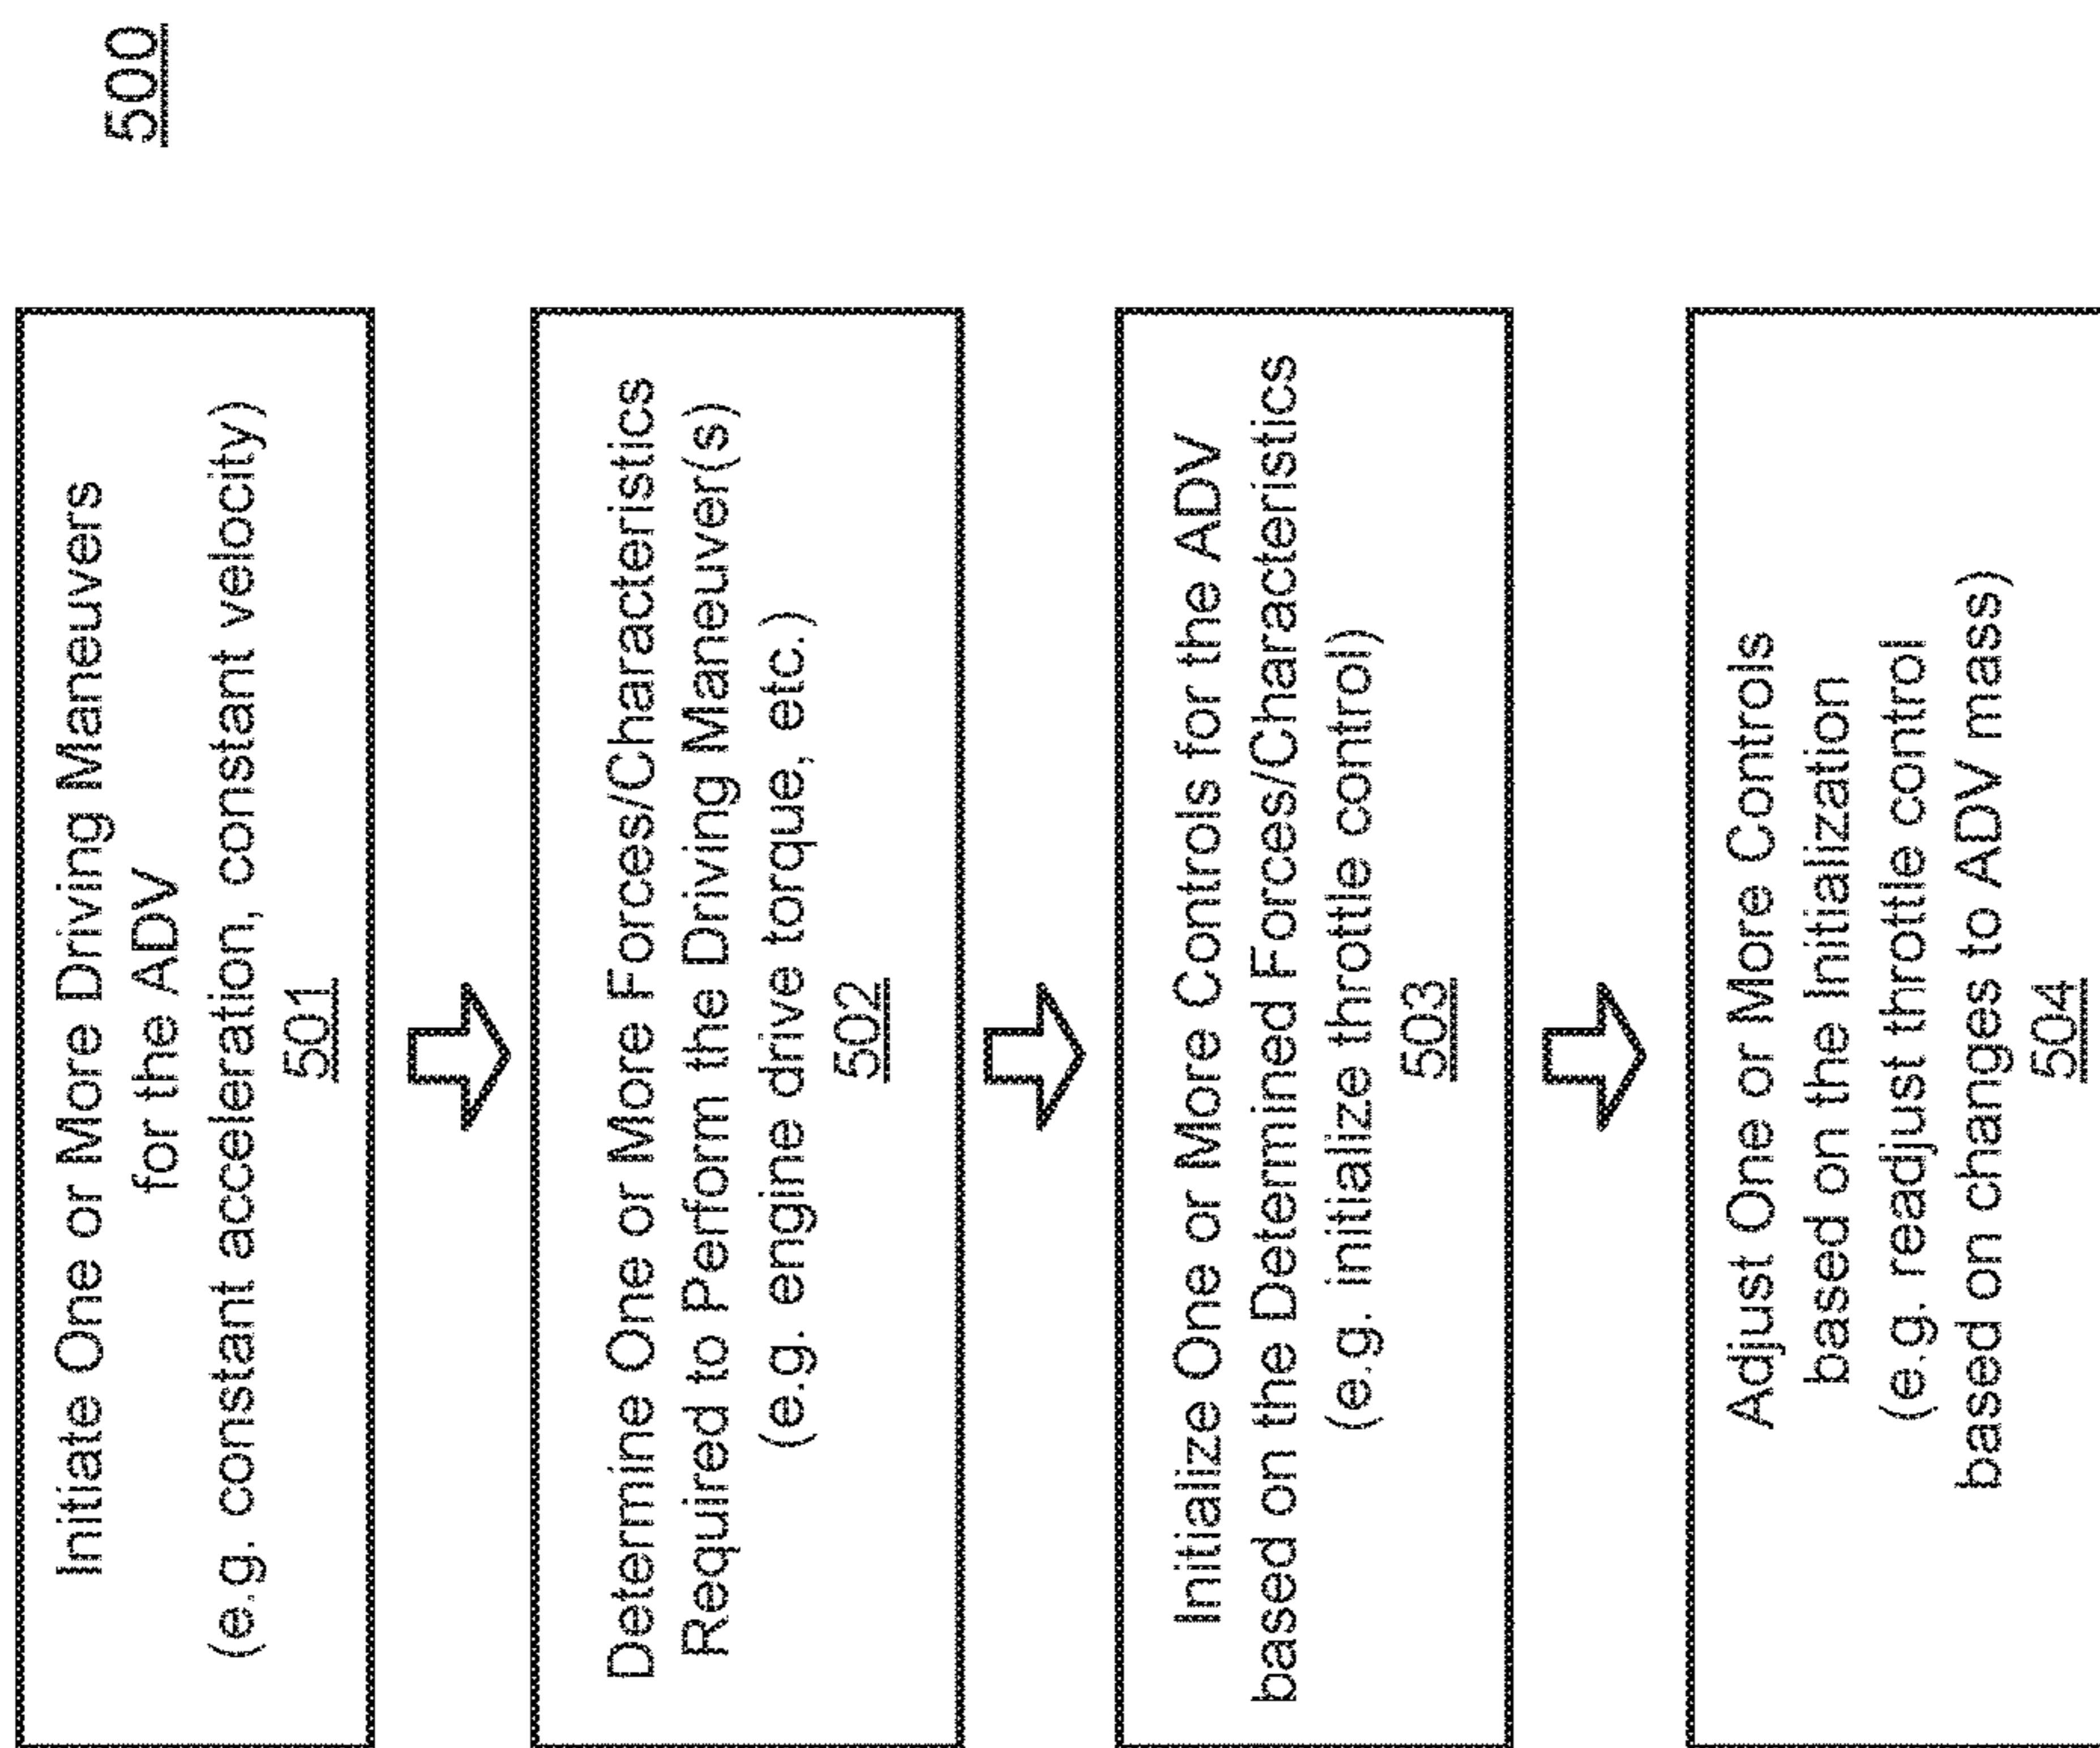 500
Initiate One or More Driving Maneuvers
for the ADV
(e.g. constant acceleration, constant velocity)
501
Determine One or More Forces/Characteristics
Required to Perform the Driving Maneuver(s)
(e.g. engine drive torque, etc.)
502
Initialize One or More Controls for the ADV
based on the Determined Forces/Characteristics
(e.g. initialize throttle control)
503
Adjust One or More Controls
based on the Initialization
(e.g. readjust throttle control
based on changes to ADV mass)
504